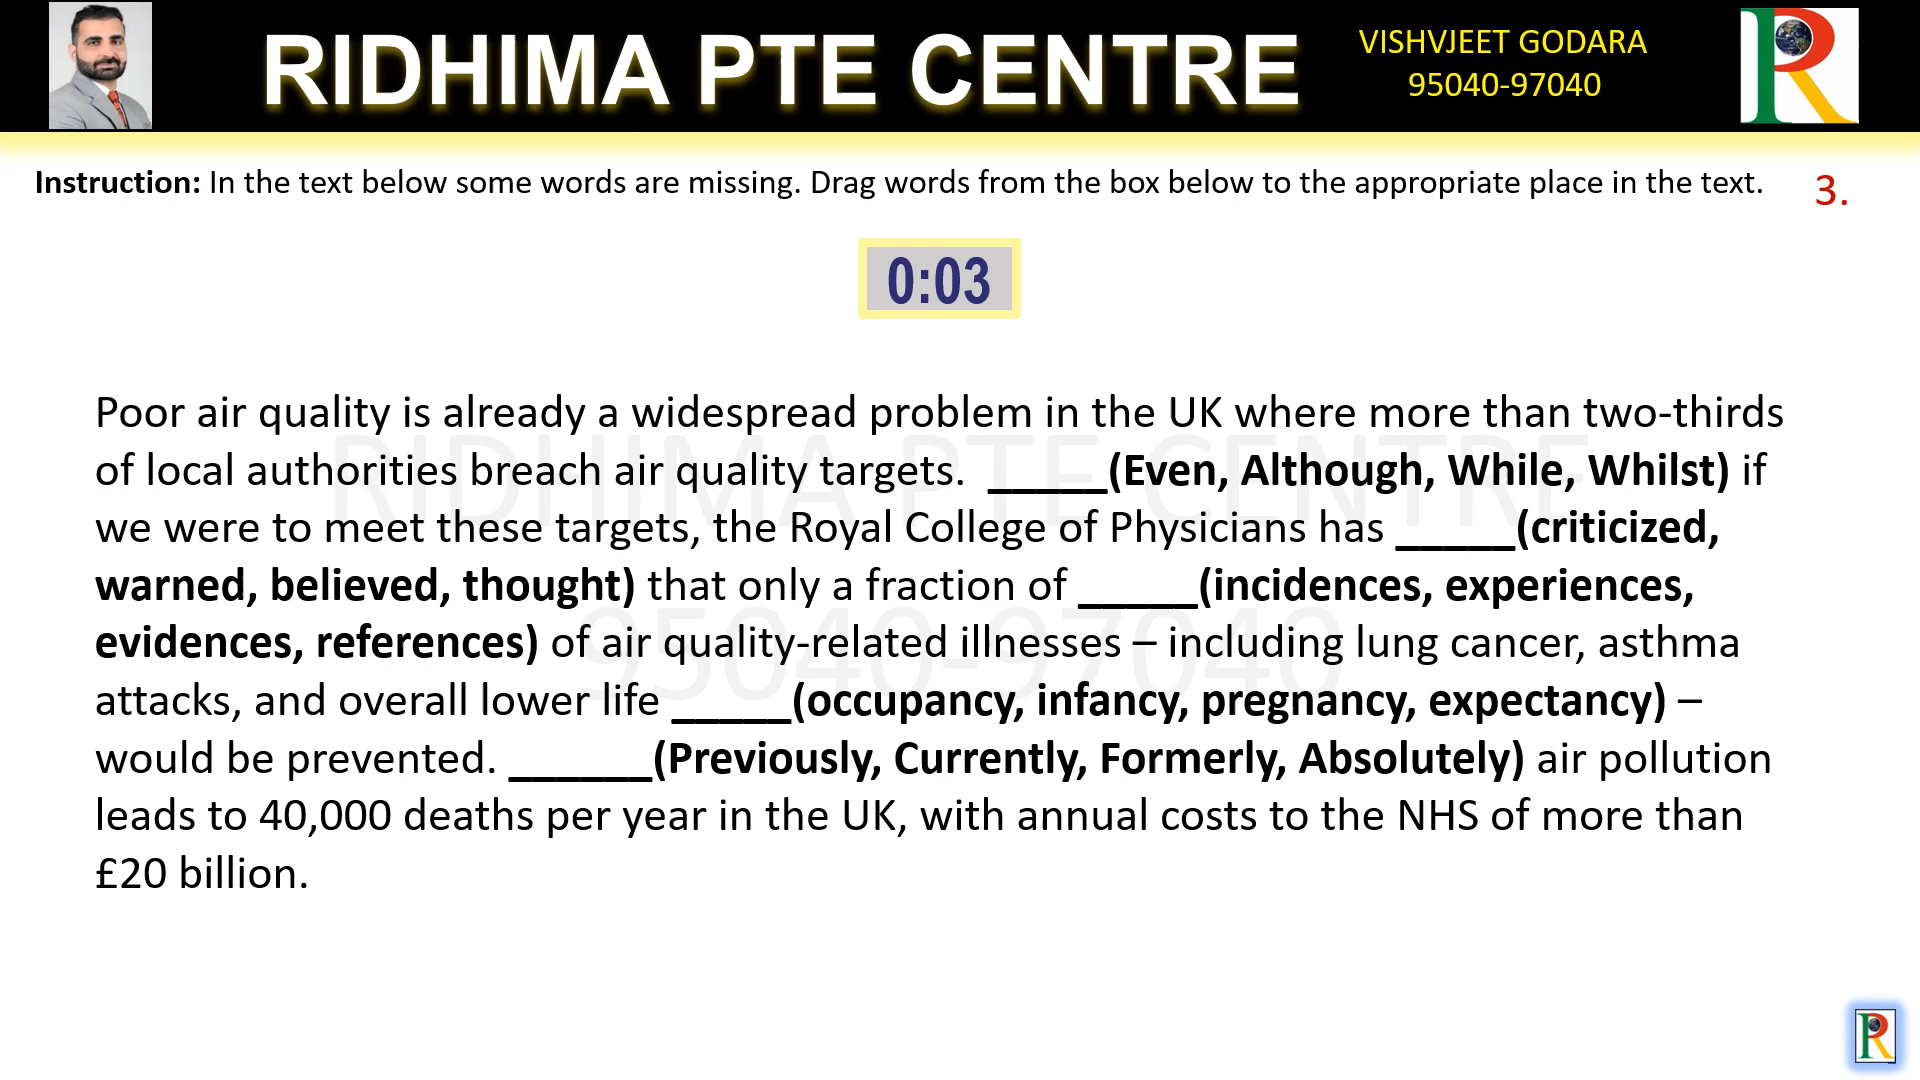 RIDHIMA PTE CENTRE
VISHVJEET GODARA
95040-97040
Instruction: In the text below some words are missing. Drag words from the box below to the appropriate place in the text.
3.
0:03
Poor air quality is already a widespread problem in the UK where more than two-thirds
of local authorities breach air quality targets. _____(Even, Although, While, Whilst) if
we were to meet these targets, the Royal College of Physicians has _____(criticized,
warned, believed, thought) that only a fraction of _____(incidences, experiences,
evidences, references) of air quality-related illnesses – including lung cancer, asthma
attacks, and overall lower life _____(occupancy, infancy, pregnancy, expectancy) –
would be prevented. ______(Previously, Currently, Formerly, Absolutely) air pollution
leads to 40,000 deaths per year in the UK, with annual costs to the NHS of more than
£20 billion.
RIDHIMA PTE CENTRE
95040-97040